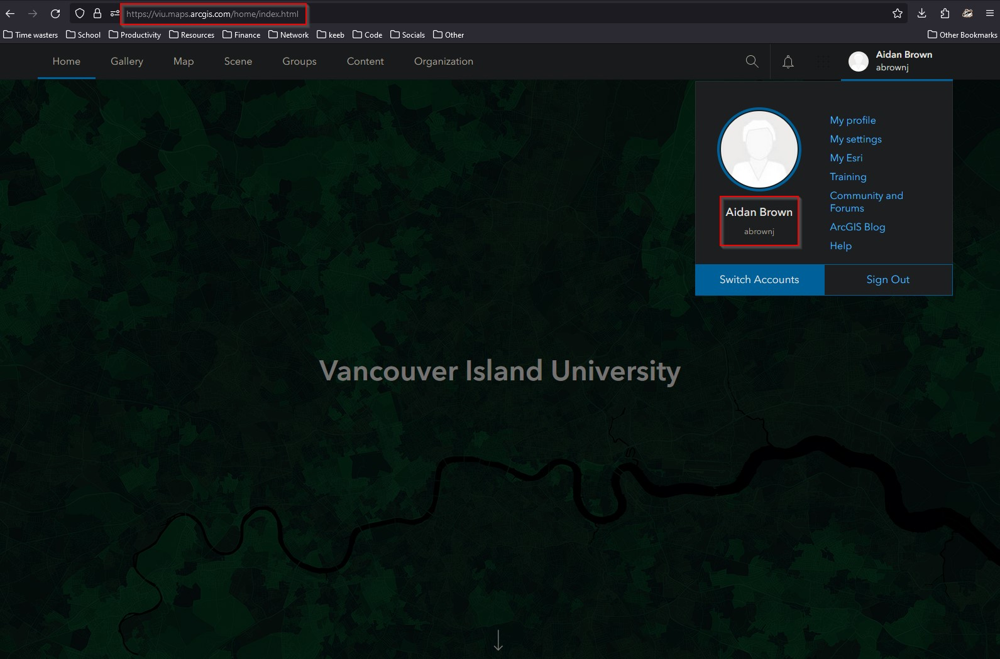 https://viu.maps.arcgis.com/home/index.html
Time wasters School Productivity Resources Finance Network keeb Code Socials Other Other Bookmarks
Home Gallery Map Scene Groups Content Organization
Aidan Brown
abrownj
My profile
My settings
My Esri
Training
Community and
Forums
ArcGIS Blog
Help
Aidan Brown
abrownj
Switch Accounts Sign Out
Vancouver Island University